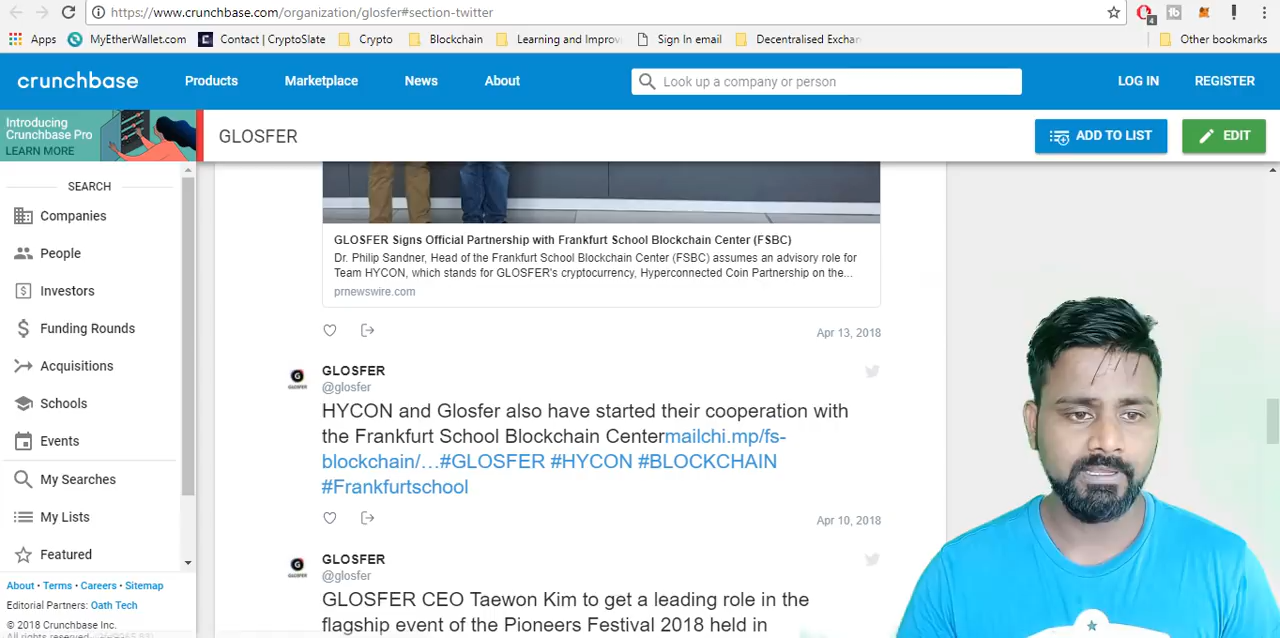 https://www.crunchbase.com/organization/glosfer#section-twitter
4
Apps MyEtherWallet.com Contact | CryptoSlate Crypto Blockchain Learning and Improv Sign In email Decentralised Exchan Other bookmarks
crunchbase Products Marketplace News About Look up a company or person LOG IN REGISTER
Introducing
Crunchbase Pro
LEARN MORE
GLOSFER ADD TO LIST EDIT
SEARCH
Companies
People
Investors
Funding Rounds
Acquisitions
Schools
Events
My Searches
My Lists
Featured
About • Terms • Careers • Sitemap
Editorial Partners: Oath Tech
© 2018 Crunchbase Inc.
All rights reserved.
GLOSFER Signs Official Partnership with Frankfurt School Blockchain Center (FSBC)
Dr. Philip Sandner, Head of the Frankfurt School Blockchain Center (FSBC) assumes an advisory role for
Team HYCON, which stands for GLOSFER's cryptocurrency, Hyperconnected Coin Partnership on the...
prnewswire.com
Apr 13, 2018
GLOSFER
@glosfer
HYCON and Glosfer also have started their cooperation with
the Frankfurt School Blockchain Centermailchi.mp/fs-
blockchain/…#GLOSFER #HYCON #BLOCKCHAIN
#Frankfurtschool
Apr 10, 2018
GLOSFER
@glosfer
GLOSFER CEO Taewon Kim to get a leading role in the
flagship event of the Pioneers Festival 2018 held in